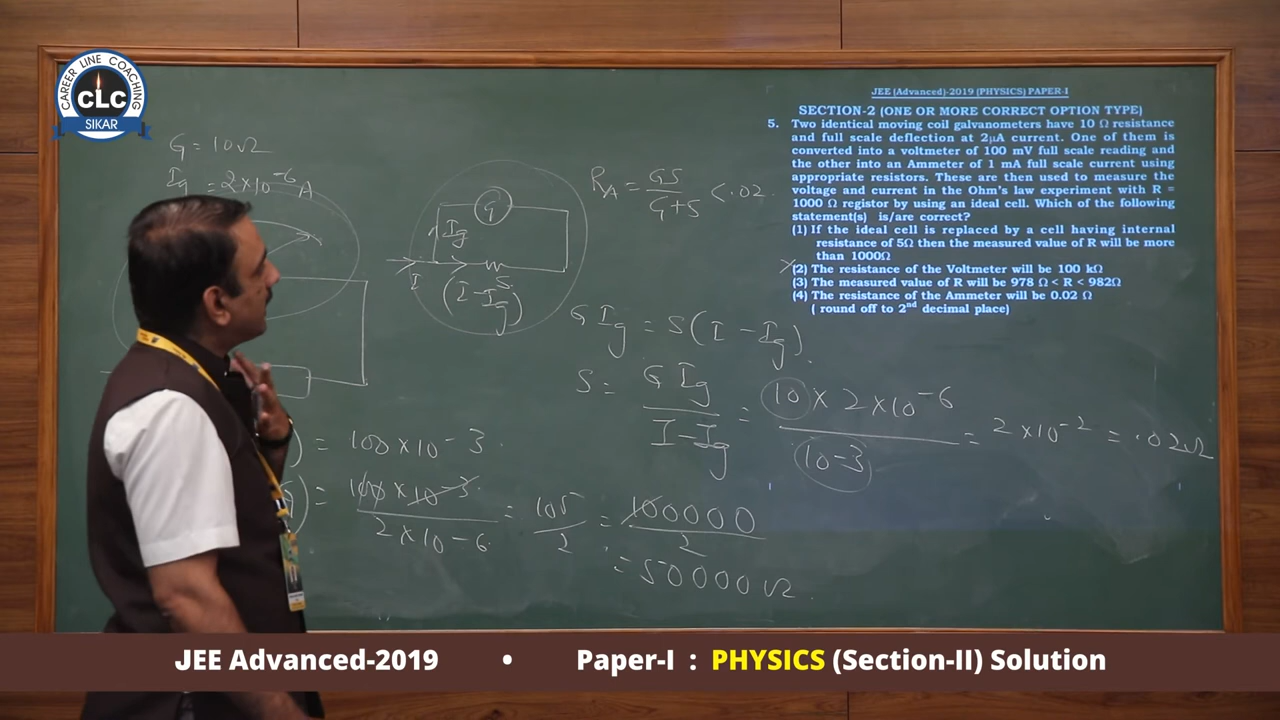 CAREER LINE COACHING
CLC
SIKAR
G = 10Ω
Ig = 2×10-6 A
G
Ig
I
S
(I - Ig)
RA = GS / G+S < .02
G Ig = S(I - Ig).
S = G Ig / I - Ig = 10 × 2×10-6 / 10-3 = 2×10-2 = .02Ω
) = 100×10-3.
) = 100×10-3 / 2×10-6 = 105 / 2 = 100000 / 2
= 50000Ω.
JEE (Advanced)-2019 (PHYSICS) PAPER-I
SECTION-2 (ONE OR MORE CORRECT OPTION TYPE)
5. Two identical moving coil galvanometers have 10 Ω resistance
and full scale deflection at 2μA current. One of them is
converted into a voltmeter of 100 mV full scale reading and
the other into an Ammeter of 1 mA full scale current using
appropriate resistors. These are then used to measure the
voltage and current in the Ohm's law experiment with R =
1000 Ω registor by using an ideal cell. Which of the following
statement(s) is/are correct?
(1) If the ideal cell is replaced by a cell having internal
resistance of 5Ω then the measured value of R will be more
than 1000Ω
×(2) The resistance of the Voltmeter will be 100 kΩ
(3) The measured value of R will be 978 Ω < R < 982Ω
(4) The resistance of the Ammeter will be 0.02 Ω
( round off to 2nd decimal place)
JEE Advanced-2019 • Paper-I : PHYSICS (Section-II) Solution